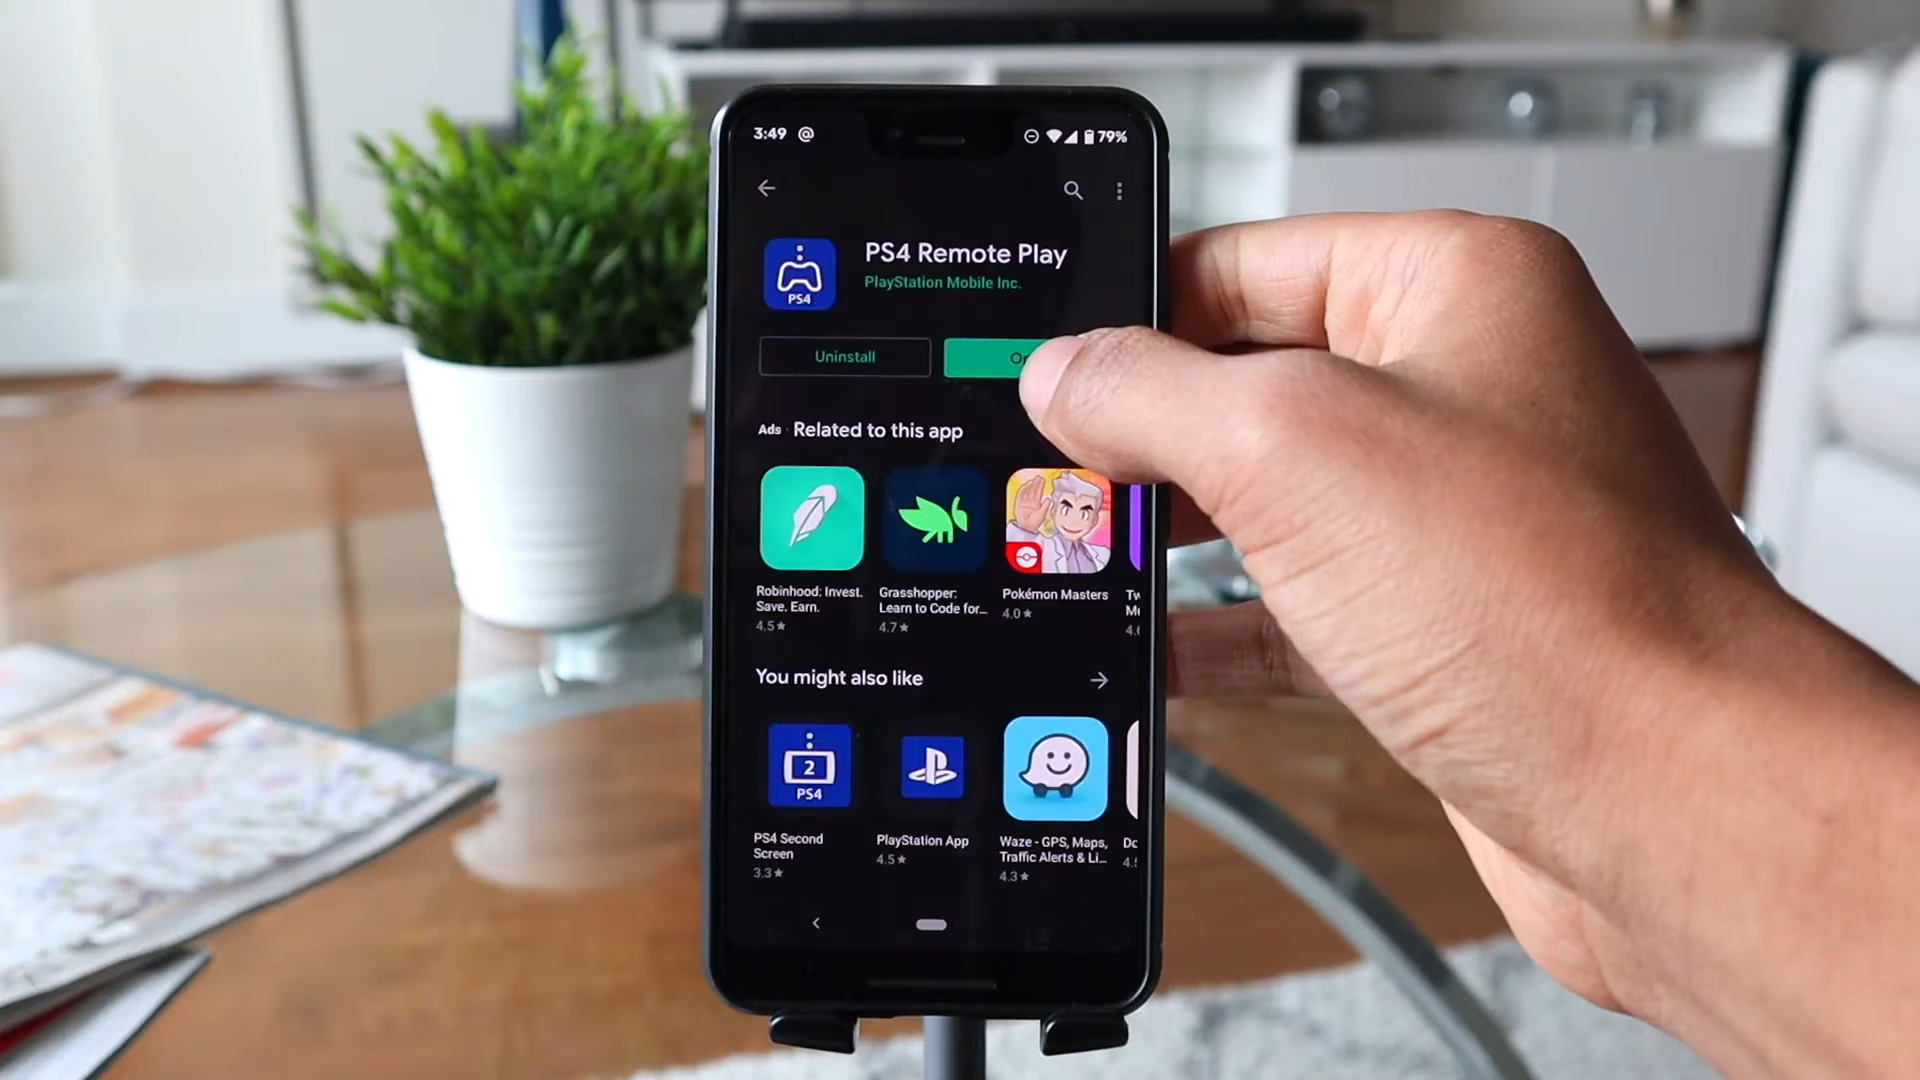 3:49 @ 79%
PS4 Remote Play
PlayStation Mobile Inc.
PS4
Uninstall
Ads · Related to this app
Robinhood: Invest.
Save. Earn.
4.5★
Grasshopper:
Learn to Code for...
4.7★
Pokémon Masters
4.0★
You might also like
2
PS4
PS4 Second
Screen
3.3★
PlayStation App
4.5★
Waze - GPS, Maps,
Traffic Alerts & Li...
4.3★